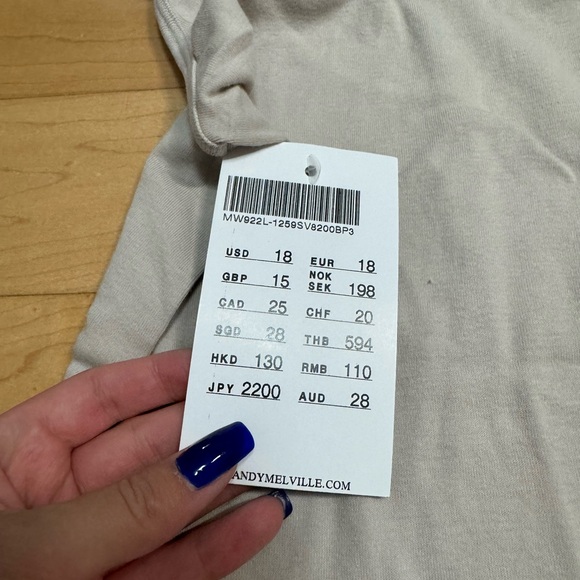 MW922L-1259SV8200BP3
USD 18 EUR 18
GBP 15 NOK SEK 198
CAD 25 CHF 20
SGD 28 THB 594
HKD 130 RMB 110
JPY 2200 AUD 28
ANDYMELVILLE.COM